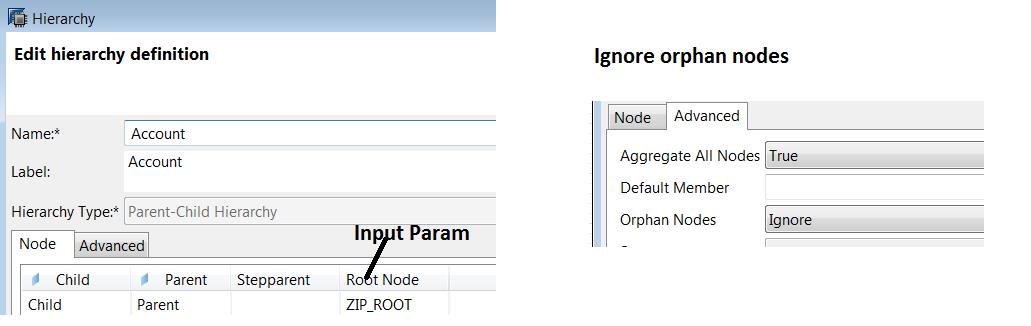 Hierarchy
Edit hierarchy definition
Name:* Account
Label: Account
Hierarchy Type:* Parent-Child Hierarchy
Input Param
Node Advanced
Child Parent Stepparent Root Node
Child Parent ZIP_ROOT
Ignore orphan nodes
Node Advanced
Aggregate All Nodes True
Default Member
Orphan Nodes Ignore